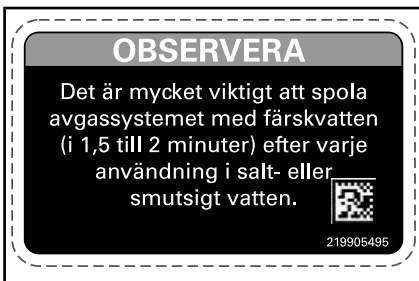 OBSERVERA
Det är mycket viktigt att spola
avgassystemet med färskvatten
(i 1,5 till 2 minuter) efter varje
användning i salt- eller
smutsigt vatten.
219905495